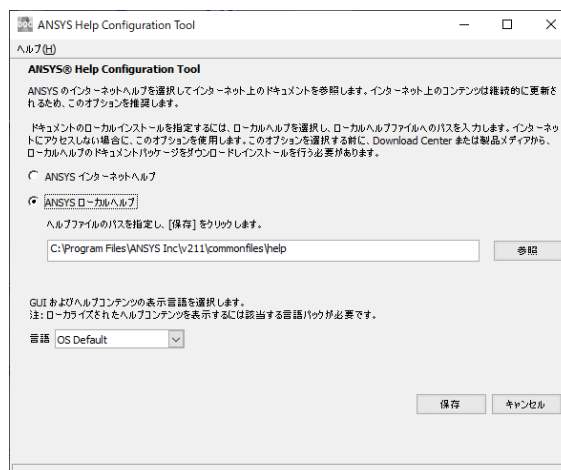 ANSYS Help Configuration Tool
ヘルプ(H)
ANSYS® Help Configuration Tool
ANSYS のインターネットヘルプを選択してインターネット上のドキュメントを参照します。インターネット上のコンテンツは継続的に更新さ
れるため、このオプションを推奨します。
ドキュメントのローカルインストールを指定するには、ローカルヘルプを選択し、ローカルヘルプファイルへのパスを入力します。インターネッ
トにアクセスしない場合に、このオプションを使用します。このオプションを選択する前に、Download Center または製品メディアから、
ローカルヘルプのドキュメントパッケージをダウンロードしインストールを行う必要があります。
ANSYS インターネットヘルプ
ANSYS ローカルヘルプ
ヘルプファイルのパスを指定し、[保存] をクリックします。
C:\Program Files\ANSYS Inc\v211\commonfiles\help
参照
GUI およびヘルプコンテンツの表示言語を選択します。
注: ローカライズされたヘルプコンテンツを表示するには該当する言語パックが必要です。
言語 OS Default
保存 キャンセル